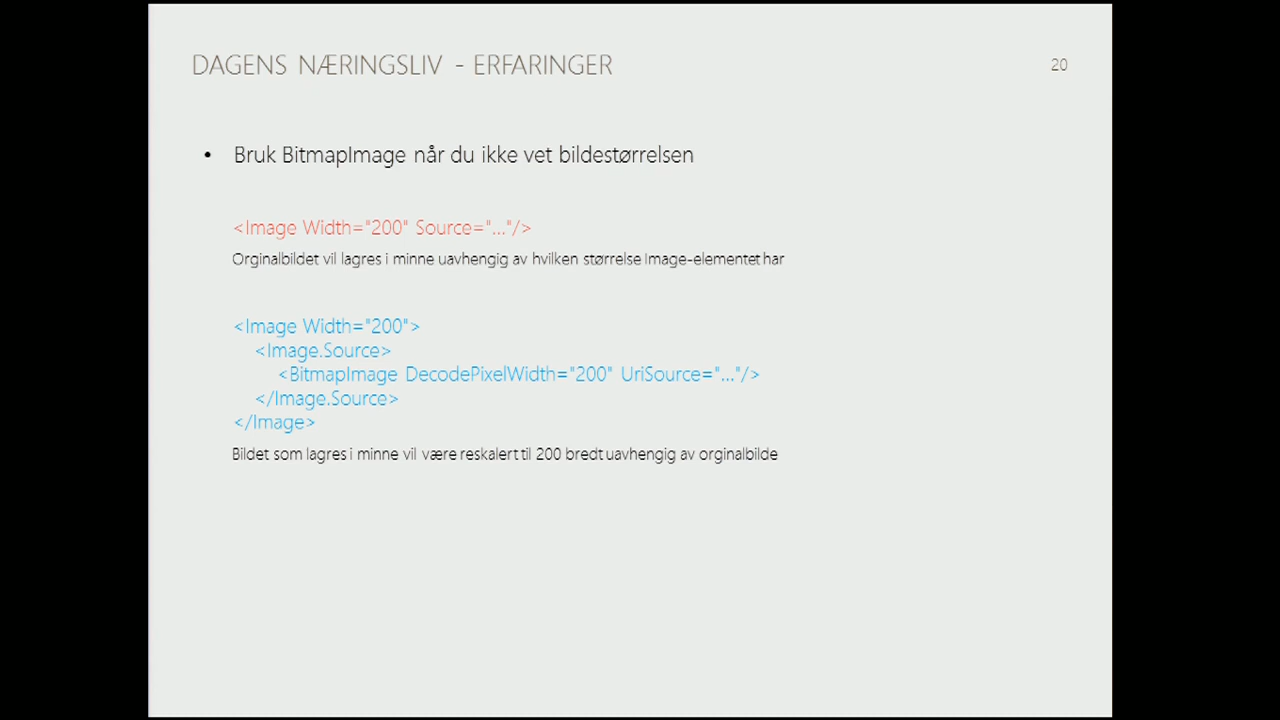 DAGENS NÆRINGSLIV - ERFARINGER
20
• Bruk BitmapImage når du ikke vet bildestørrelsen
<Image Width="200" Source="..."/>
Orginalbildet vil lagres i minne uavhengig av hvilken størrelse Image-elementet har
<Image Width="200">
<Image.Source>
<BitmapImage DecodePixelWidth="200" UriSource="..."/>
</Image.Source>
</Image>
Bildet som lagres i minne vil være reskalert til 200 bredt uavhengig av orginalbilde